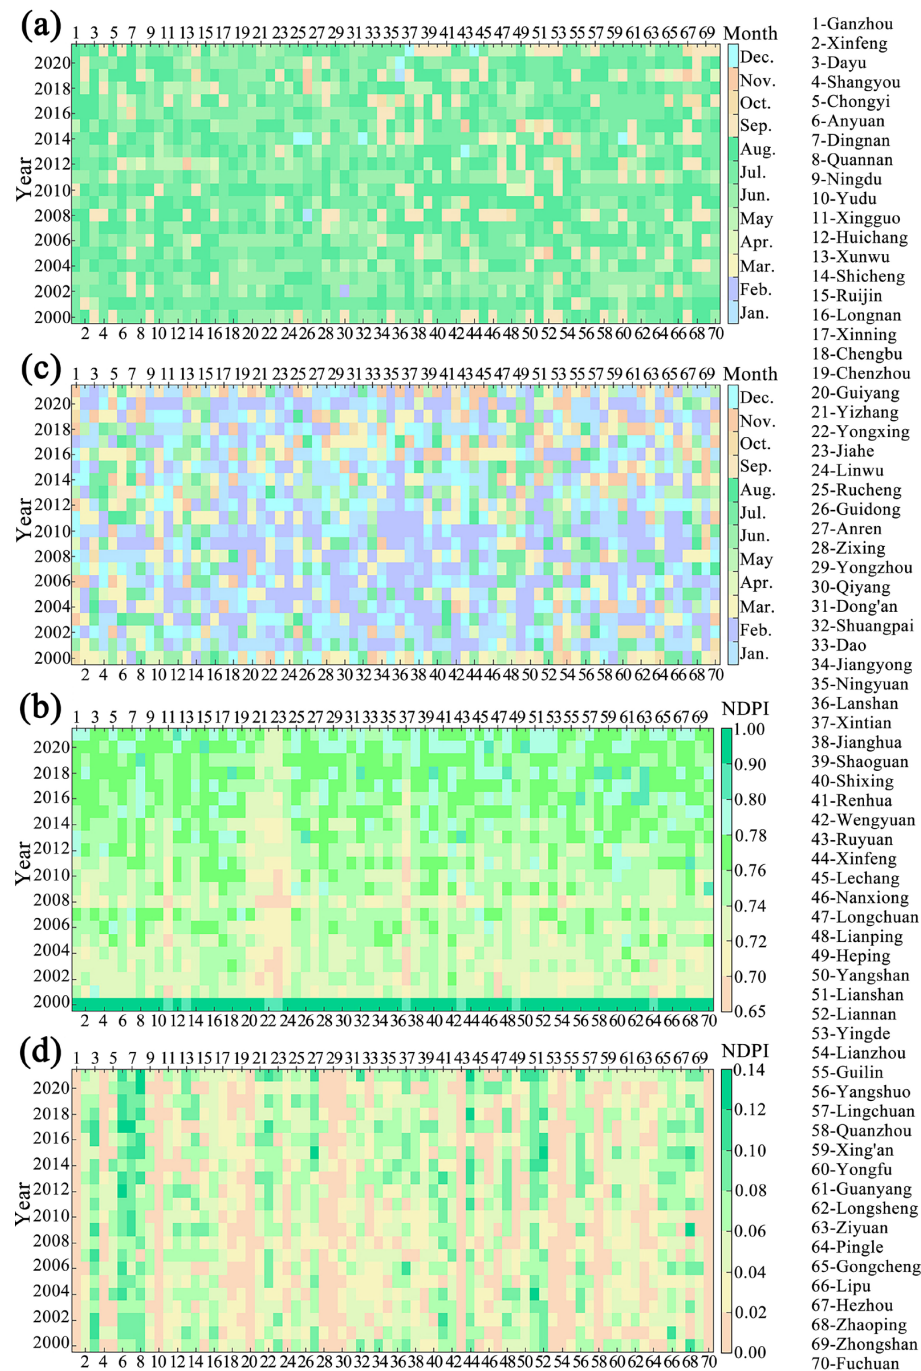 (a)
1 3 5 7 9 11 13 15 17 19 21 23 25 27 29 31 33 35 37 39 41 43 45 47 49 51 53 55 57 59 61 63 65 67 69
Month
Year
2020
2018
2016
2014
2012
2010
2008
2006
2004
2002
2000
Dec.
Nov.
Oct.
Sep.
Aug.
Jul.
Jun.
May
Apr.
Mar.
Feb.
Jan.
2 4 6 8 10 12 14 16 18 20 22 24 26 28 30 32 34 36 38 40 42 44 46 48 50 52 54 56 58 60 62 64 66 68 70
(c)
1 3 5 7 9 11 13 15 17 19 21 23 25 27 29 31 33 35 37 39 41 43 45 47 49 51 53 55 57 59 61 63 65 67 69
Month
Year
2020
2018
2016
2014
2012
2010
2008
2006
2004
2002
2000
Dec.
Nov.
Oct.
Sep.
Aug.
Jul.
Jun.
May
Apr.
Mar.
Feb.
Jan.
2 4 6 8 10 12 14 16 18 20 22 24 26 28 30 32 34 36 38 40 42 44 46 48 50 52 54 56 58 60 62 64 66 68 70
(b)
1 3 5 7 9 11 13 15 17 19 21 23 25 27 29 31 33 35 37 39 41 43 45 47 49 51 53 55 57 59 61 63 65 67 69
NDPI
Year
2020
2018
2016
2014
2012
2010
2008
2006
2004
2002
2000
1.00
0.90
0.80
0.78
0.76
0.74
0.72
0.70
0.65
2 4 6 8 10 12 14 16 18 20 22 24 26 28 30 32 34 36 38 40 42 44 46 48 50 52 54 56 58 60 62 64 66 68 70
(d)
1 3 5 7 9 11 13 15 17 19 21 23 25 27 29 31 33 35 37 39 41 43 45 47 49 51 53 55 57 59 61 63 65 67 69
NDPI
Year
2020
2018
2016
2014
2012
2010
2008
2006
2004
2002
2000
0.14
0.12
0.10
0.08
0.06
0.04
0.02
0.00
2 4 6 8 10 12 14 16 18 20 22 24 26 28 30 32 34 36 38 40 42 44 46 48 50 52 54 56 58 60 62 64 66 68 70
1-Ganzhou
2-Xinfeng
3-Dayu
4-Shangyou
5-Chongyi
6-Anyuan
7-Dingnan
8-Quannan
9-Ningdu
10-Yudu
11-Xingguo
12-Huichang
13-Xunwu
14-Shicheng
15-Ruijin
16-Longnan
17-Xinning
18-Chengbu
19-Chenzhou
20-Guiyang
21-Yizhang
22-Yongxing
23-Jiahe
24-Linwu
25-Rucheng
26-Guidong
27-Anren
28-Zixing
29-Yongzhou
30-Qiyang
31-Dong'an
32-Shuangpai
33-Dao
34-Jiangyong
35-Ningyuan
36-Lanshan
37-Xintian
38-Jianghua
39-Shaoguan
40-Shixing
41-Renhua
42-Wengyuan
43-Ruyuan
44-Xinfeng
45-Lechang
46-Nanxiong
47-Longchuan
48-Lianping
49-Heping
50-Yangshan
51-Lianshan
52-Liannan
53-Yingde
54-Lianzhou
55-Guilin
56-Yangshuo
57-Lingchuan
58-Quanzhou
59-Xing'an
60-Yongfu
61-Guanyang
62-Longsheng
63-Ziyuan
64-Pingle
65-Gongcheng
66-Lipu
67-Hezhou
68-Zhaoping
69-Zhongshan
70-Fuchuan